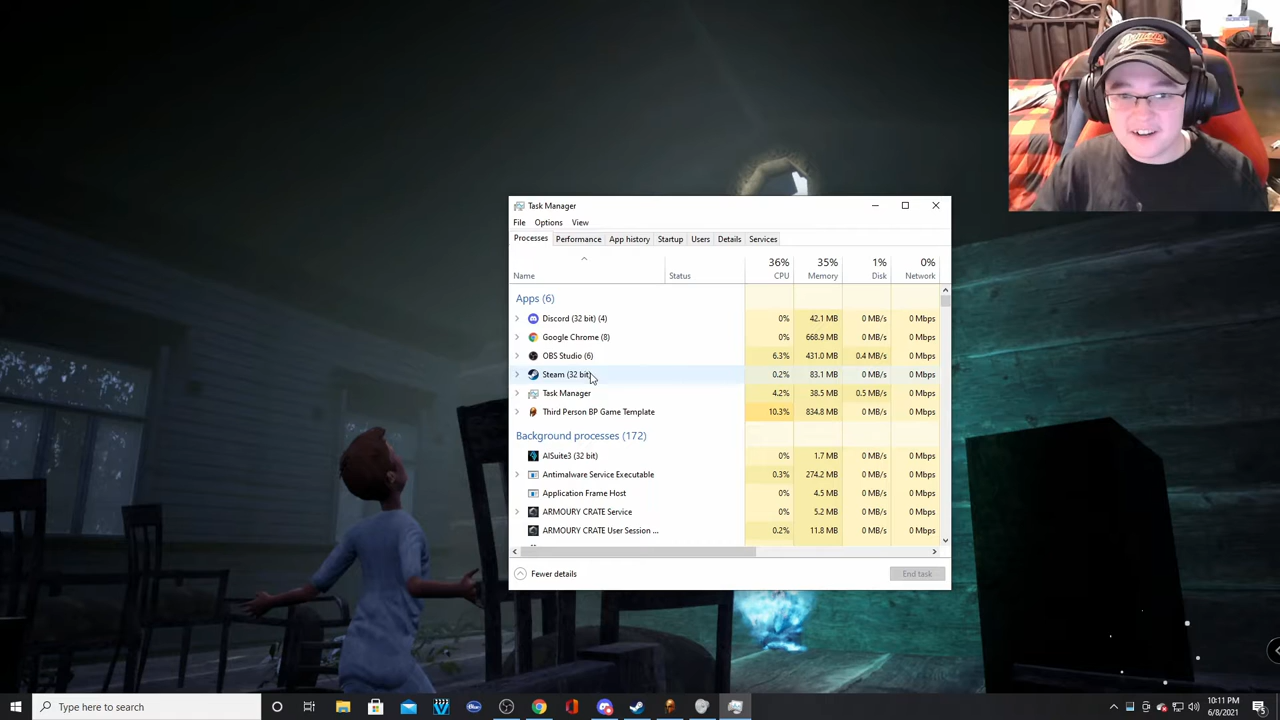 Task Manager
File Options View
Processes Performance App history Startup Users Details Services
36% 35% 1% 0%
Name Status CPU Memory Disk Network
Apps (6)
Discord (32 bit) (4) 0% 42.1 MB 0 MB/s 0 Mbps
Google Chrome (8) 0% 668.9 MB 0 MB/s 0 Mbps
OBS Studio (6) 6.3% 431.0 MB 0.4 MB/s 0 Mbps
Steam (32 bit) 0.2% 83.1 MB 0 MB/s 0 Mbps
Task Manager 4.2% 38.5 MB 0.5 MB/s 0 Mbps
Third Person BP Game Template 10.3% 834.8 MB 0 MB/s 0 Mbps
Background processes (172)
AISuite3 (32 bit) 0% 1.7 MB 0 MB/s 0 Mbps
Antimalware Service Executable 0.3% 274.2 MB 0 MB/s 0 Mbps
Application Frame Host 0% 4.5 MB 0 MB/s 0 Mbps
ARMOURY CRATE Service 0% 5.2 MB 0 MB/s 0 Mbps
ARMOURY CRATE User Session ... 0.2% 11.8 MB 0 MB/s 0 Mbps
Fewer details End task
Type here to search
10:11 PM
6/8/2021